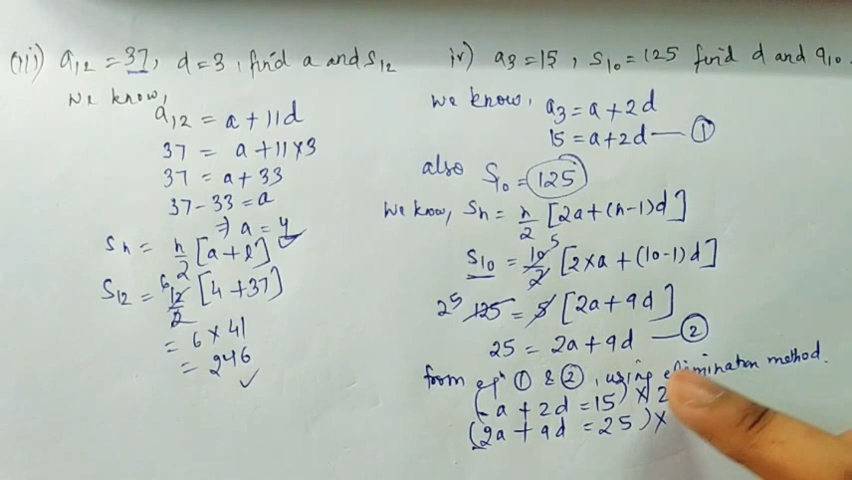 (iii) a12 = 37, d = 3, find a and S12
We know,
a12 = a + 11d
37 = a + 11×3
37 = a + 33
37 - 33 = a
⇒ a = 4
Sn = n/2 [a + l]
S12 = 6 12/2 [4 + 37]
= 6 × 41
= 246
iv) a3 = 15, S10 = 125 find d and a10.
We know, a3 = a + 2d
15 = a + 2d — ①
also S10 = 125
We know, Sn = n/2 [2a + (n-1)d]
S10 = 10/2 5 [2×a + (10-1)d]
25 125 = 5 [2a + 9d]
25 = 2a + 9d — ②
from eqn ① & ②, using elimination method.
(a + 2d = 15) × 2
(2a + 9d = 25) ×